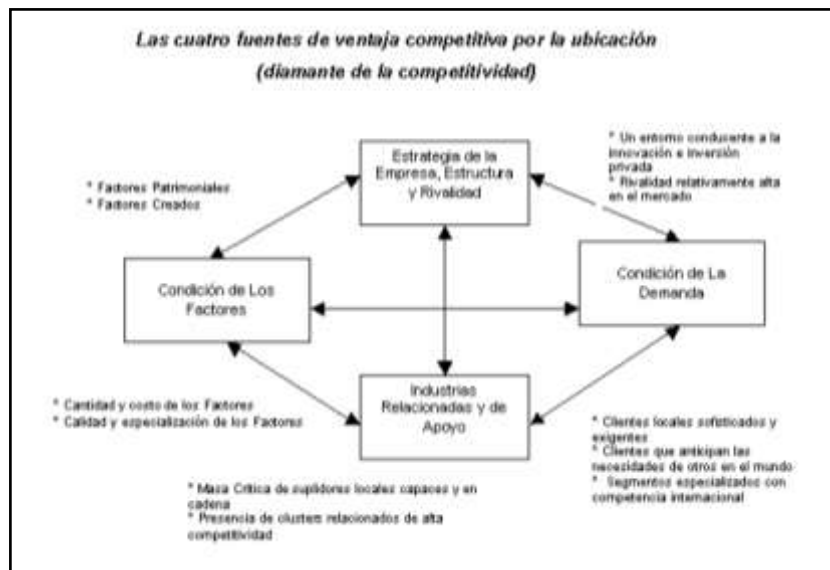 Las cuatro fuentes de ventaja competitiva por la ubicación
(diamante de la competitividad)
Estrategia de la
Empresa, Estructura
y Rivalidad
* Un entorno conducente a la
innovación e inversión
privada
* Rivalidad relativamente alta
en el mercado
* Factores Patrimoniales
* Factores Creados
Condición de Los
Factores
Condición de La
Demanda
Industrias
Relacionadas y de
Apoyo
* Cantidad y costo de los Factores
* Calidad y especialización de los Factores
* Clientes locales sofisticados y
exigentes
* Clientes que anticipan las
necesidades de otros en el mundo
* Segmentos especializados con
competencia internacional
* Masa Critica de suplidores locales capaces y en
cadena
* Presencia de clusters relacionados de alta
competitividad